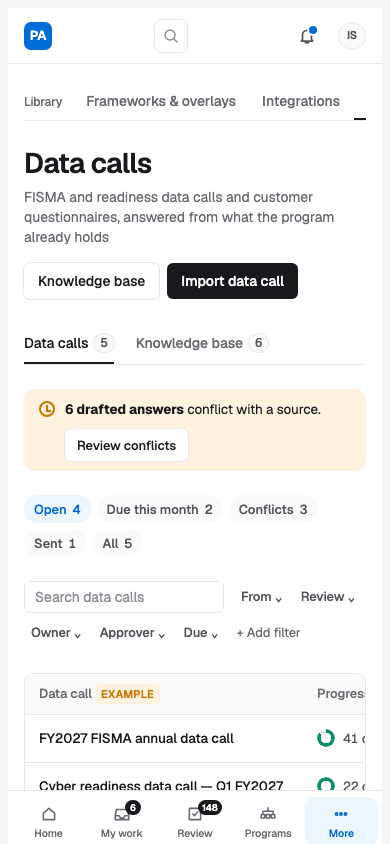 PA
IS
Library Frameworks & overlays Integrations
Data calls
FISMA and readiness data calls and customer
questionnaires, answered from what the program
already holds
Knowledge base Import data call
Data calls 5 Knowledge base 6
6 drafted answers conflict with a source.
Review conflicts
Open 4 Due this month 2 Conflicts 3
Sent 1 All 5
Search data calls From Review
Owner Approver Due + Add filter
Data call EXAMPLE Progres
FY2027 FISMA annual data call 41
Cyber readiness data call — Q1 FY2027 22
6 148
Home My work Review Programs More